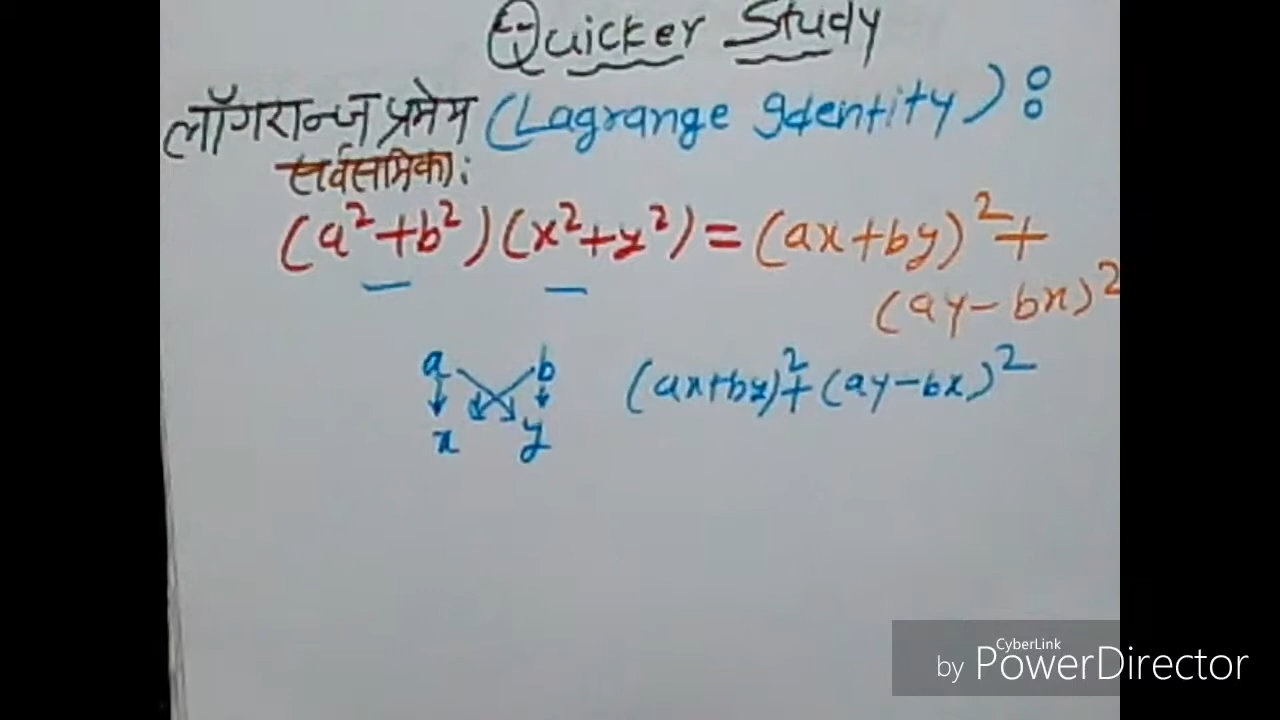 Quicker Study
लॉगरान्ज प्रमेय (Lagrange Identity) :
सर्वसमिका:
(a²+b²)(x²+y²) = (ax+by)²+
(ay-bx)²
a b (ax+by)²+(ay-bx)²
x y
CyberLink
by PowerDirector